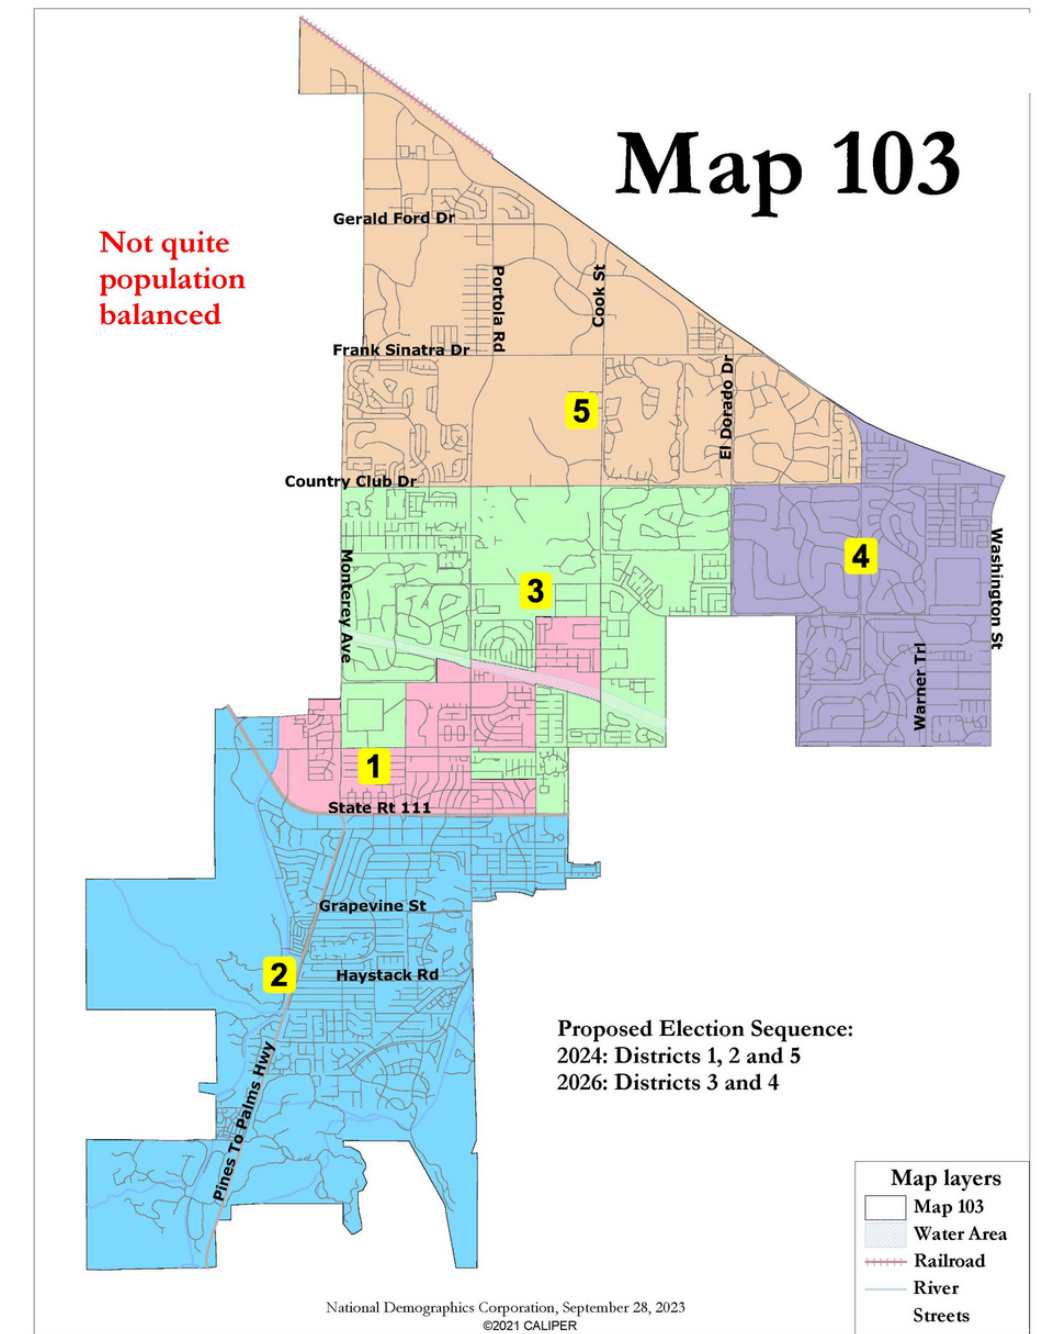 Map 103
Not quite
population
balanced
Gerald Ford Dr
Portola Rd
Cook St
Frank Sinatra Dr
El Dorado Dr
5
Country Club Dr
Monterey Ave
3
4
Washington St
Warner Trl
1
State Rt 111
Grapevine St
2
Haystack Rd
Pines To Palms Hwy
Proposed Election Sequence:
2024: Districts 1, 2 and 5
2026: Districts 3 and 4
Map layers
Map 103
Water Area
Railroad
River
Streets
National Demographics Corporation, September 28, 2023
©2021 CALIPER